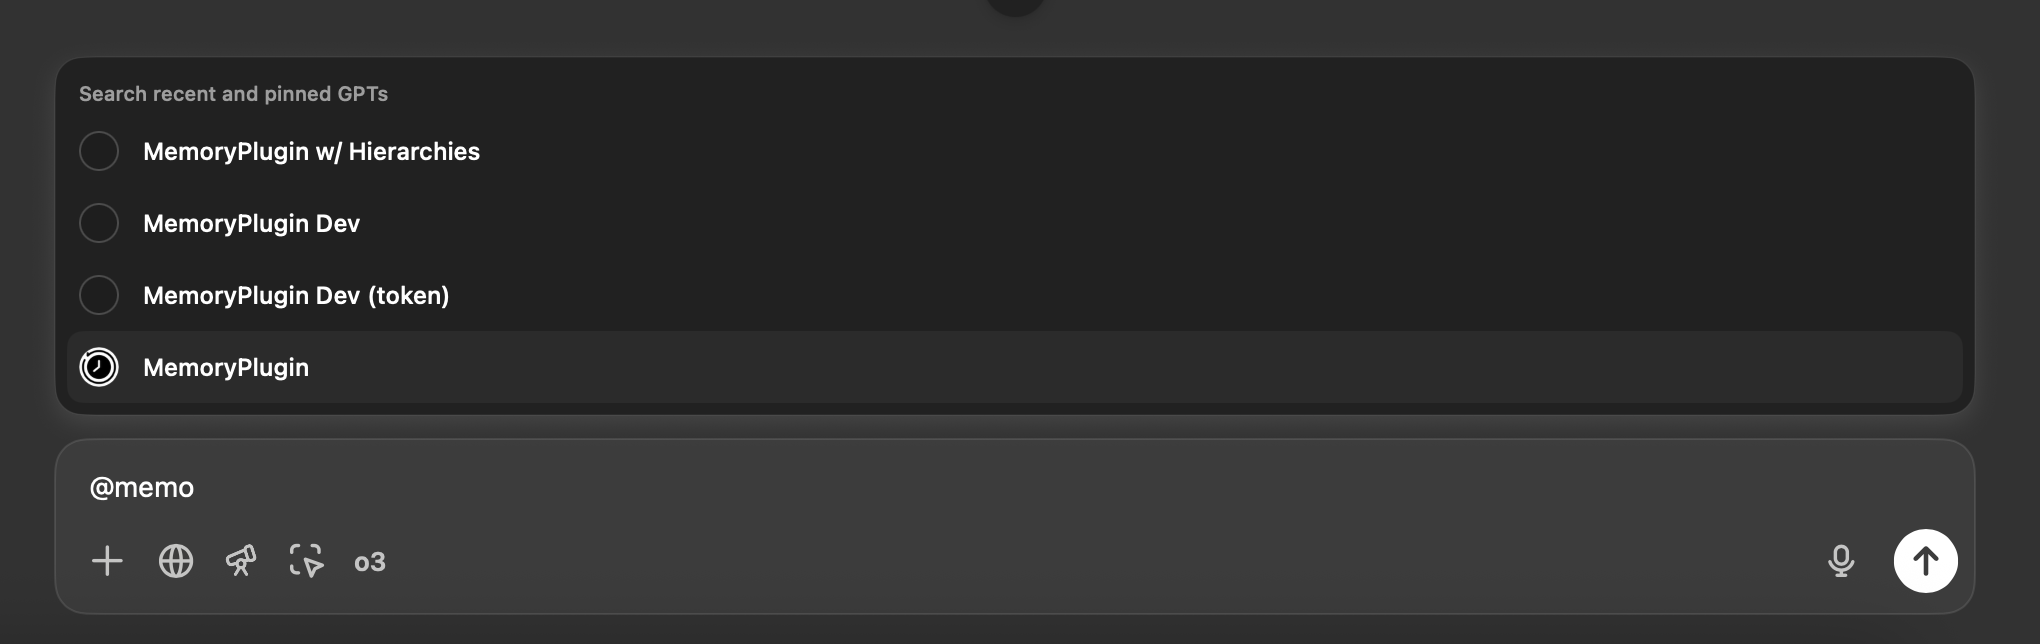 Search recent and pinned GPTs
MemoryPlugin w/ Hierarchies
MemoryPlugin Dev
MemoryPlugin Dev (token)
MemoryPlugin
@memo
o3